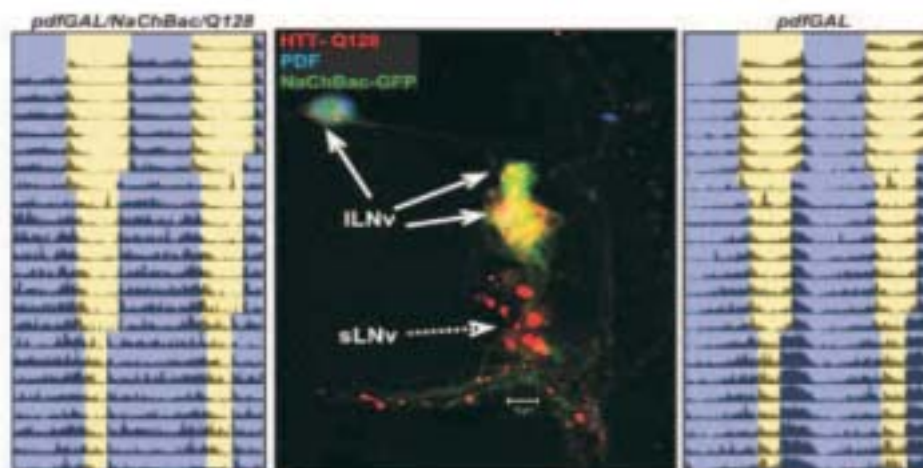 pdfGAL/NaChBac/Q128
pdfGAL
HTT-Q128
PDF
NaChBac-GFP
lLNv
sLNv